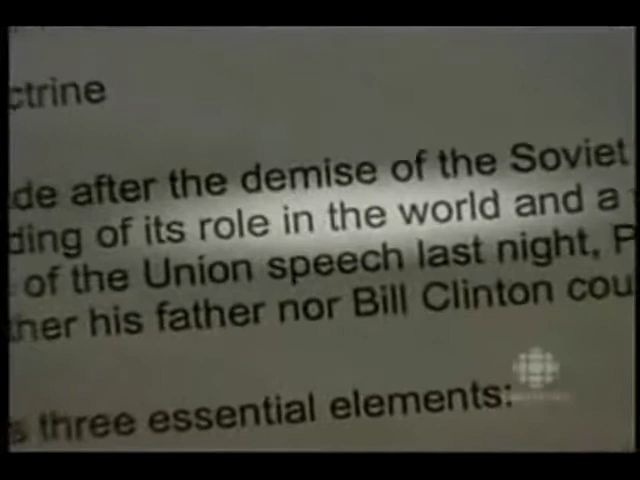 ctrine
de after the demise of the Soviet
ding of its role in the world and a
of the Union speech last night, P
her his father nor Bill Clinton cou
s three essential elements: